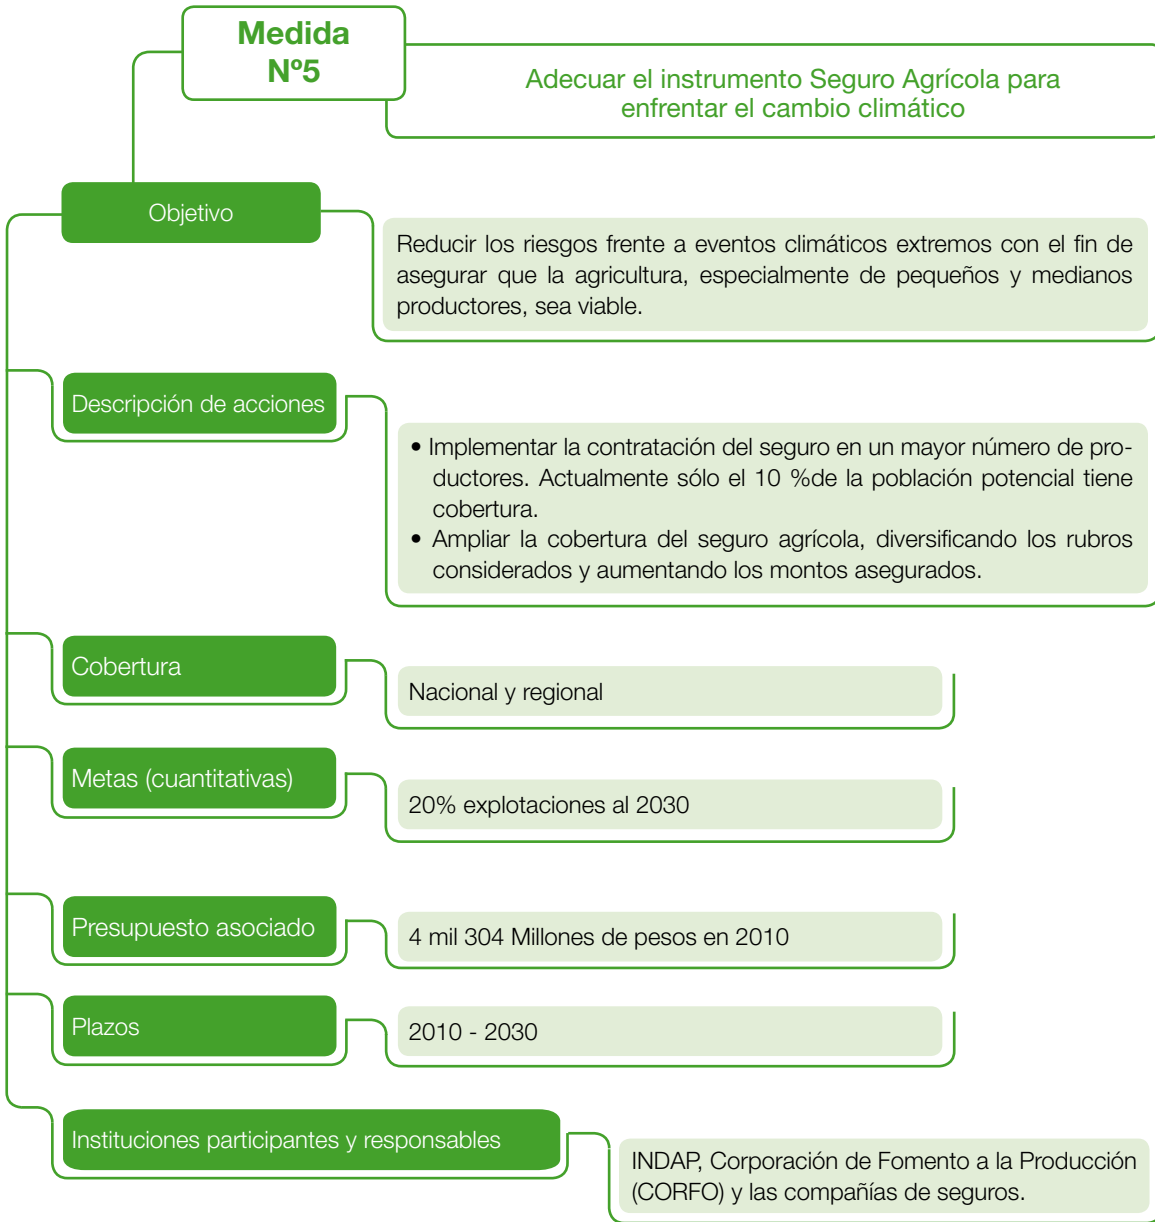 Medida
Nº5
Adecuar el instrumento Seguro Agrícola para
enfrentar el cambio climático
Objetivo
Reducir los riesgos frente a eventos climáticos extremos con el fin de
asegurar que la agricultura, especialmente de pequeños y medianos
productores, sea viable.
Descripción de acciones
• Implementar la contratación del seguro en un mayor número de pro-
ductores. Actualmente sólo el 10 %de la población potencial tiene
cobertura.
• Ampliar la cobertura del seguro agrícola, diversificando los rubros
considerados y aumentando los montos asegurados.
Cobertura
Nacional y regional
Metas (cuantitativas)
20% explotaciones al 2030
Presupuesto asociado
4 mil 304 Millones de pesos en 2010
Plazos
2010 - 2030
Instituciones participantes y responsables
INDAP, Corporación de Fomento a la Producción
(CORFO) y las compañías de seguros.